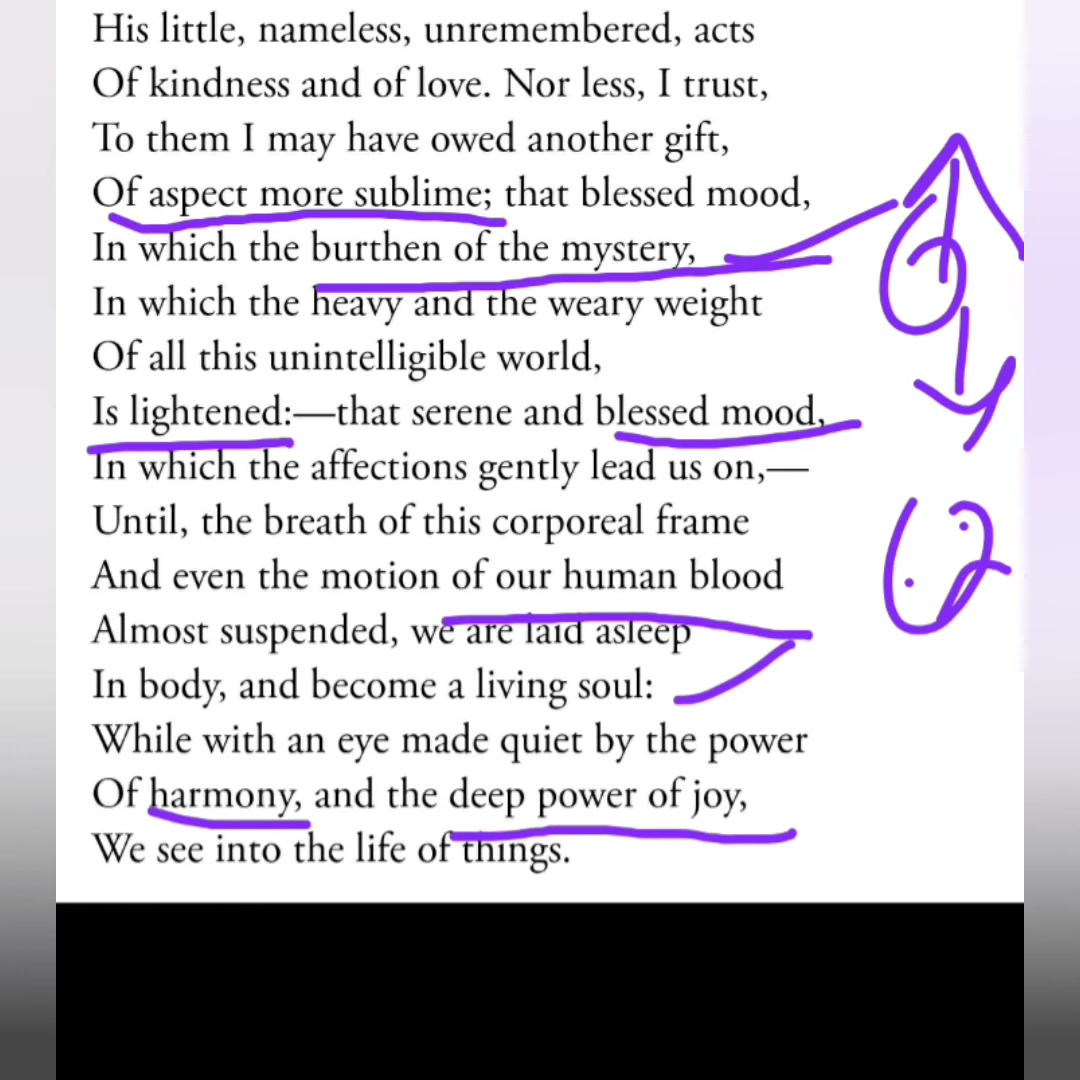 His little, nameless, unremembered, acts
Of kindness and of love. Nor less, I trust,
To them I may have owed another gift,
Of aspect more sublime; that blessed mood,
In which the burthen of the mystery,
In which the heavy and the weary weight
Of all this unintelligible world,
Is lightened:—that serene and blessed mood,
In which the affections gently lead us on,—
Until, the breath of this corporeal frame
And even the motion of our human blood
Almost suspended, we are laid asleep
In body, and become a living soul:
While with an eye made quiet by the power
Of harmony, and the deep power of joy,
We see into the life of things.